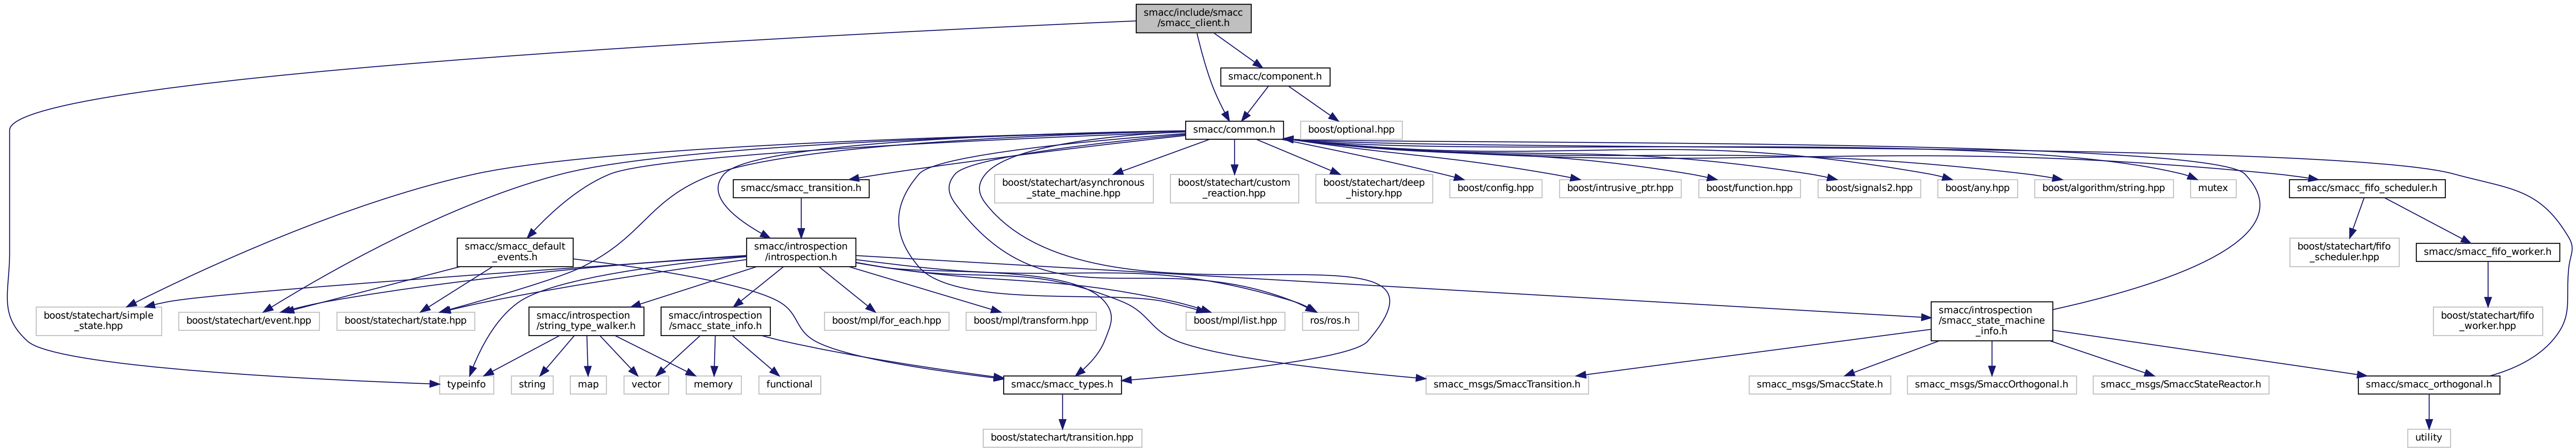 smacc/include/smacc
/smacc_client.h
smacc/component.h
smacc/common.h
boost/optional.hpp
smacc/smacc_transition.h
boost/statechart/asynchronous
_state_machine.hpp
boost/statechart/custom
_reaction.hpp
boost/statechart/deep
_history.hpp
boost/config.hpp
boost/intrusive_ptr.hpp
boost/function.hpp
boost/signals2.hpp
boost/any.hpp
boost/algorithm/string.hpp
mutex
smacc/smacc_fifo_scheduler.h
smacc/smacc_default
_events.h
smacc/introspection
/introspection.h
boost/statechart/fifo
_scheduler.hpp
smacc/smacc_fifo_worker.h
boost/statechart/simple
_state.hpp
boost/statechart/event.hpp
boost/statechart/state.hpp
smacc/introspection
/string_type_walker.h
smacc/introspection
/smacc_state_info.h
boost/mpl/for_each.hpp
boost/mpl/transform.hpp
boost/mpl/list.hpp
ros/ros.h
smacc/introspection
/smacc_state_machine
_info.h
boost/statechart/fifo
_worker.hpp
typeinfo
string
map
vector
memory
functional
smacc/smacc_types.h
smacc_msgs/SmaccTransition.h
smacc_msgs/SmaccState.h
smacc_msgs/SmaccOrthogonal.h
smacc_msgs/SmaccStateReactor.h
smacc/smacc_orthogonal.h
boost/statechart/transition.hpp
utility